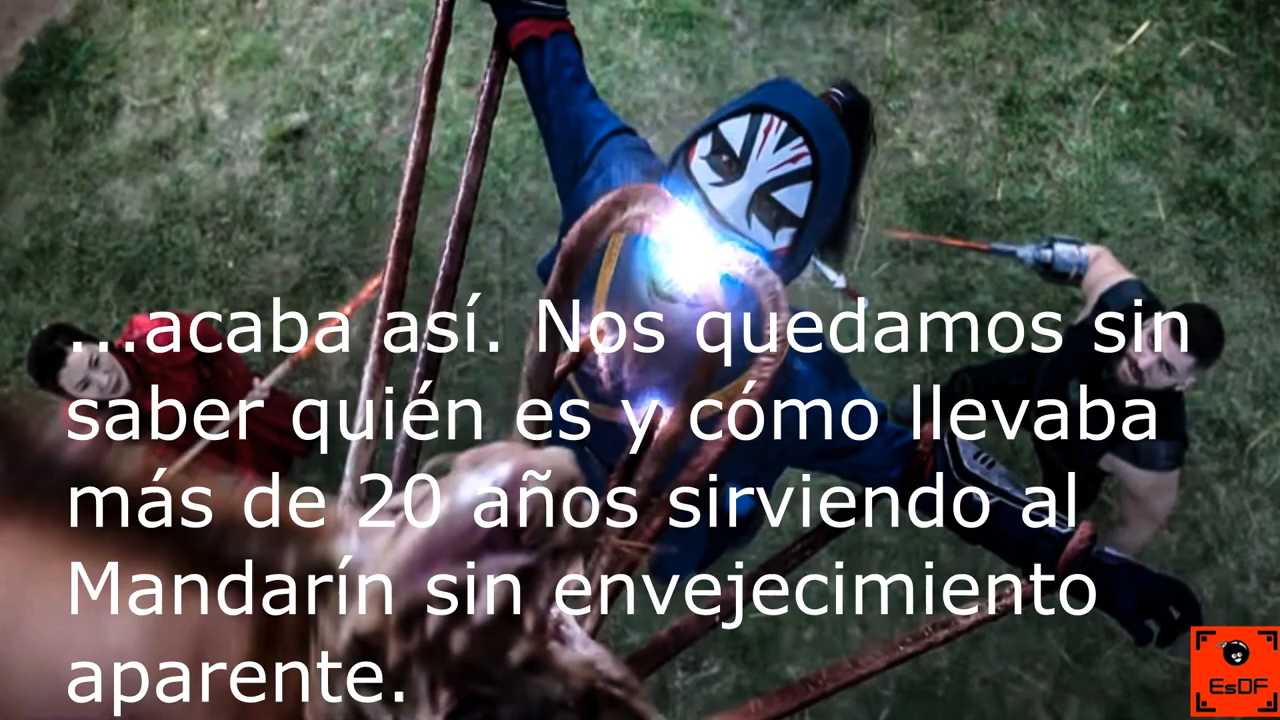 ...acaba así. Nos quedamos sin
saber quién es y cómo llevaba
más de 20 años sirviendo al
Mandarín sin envejecimiento
aparente.
EsDF